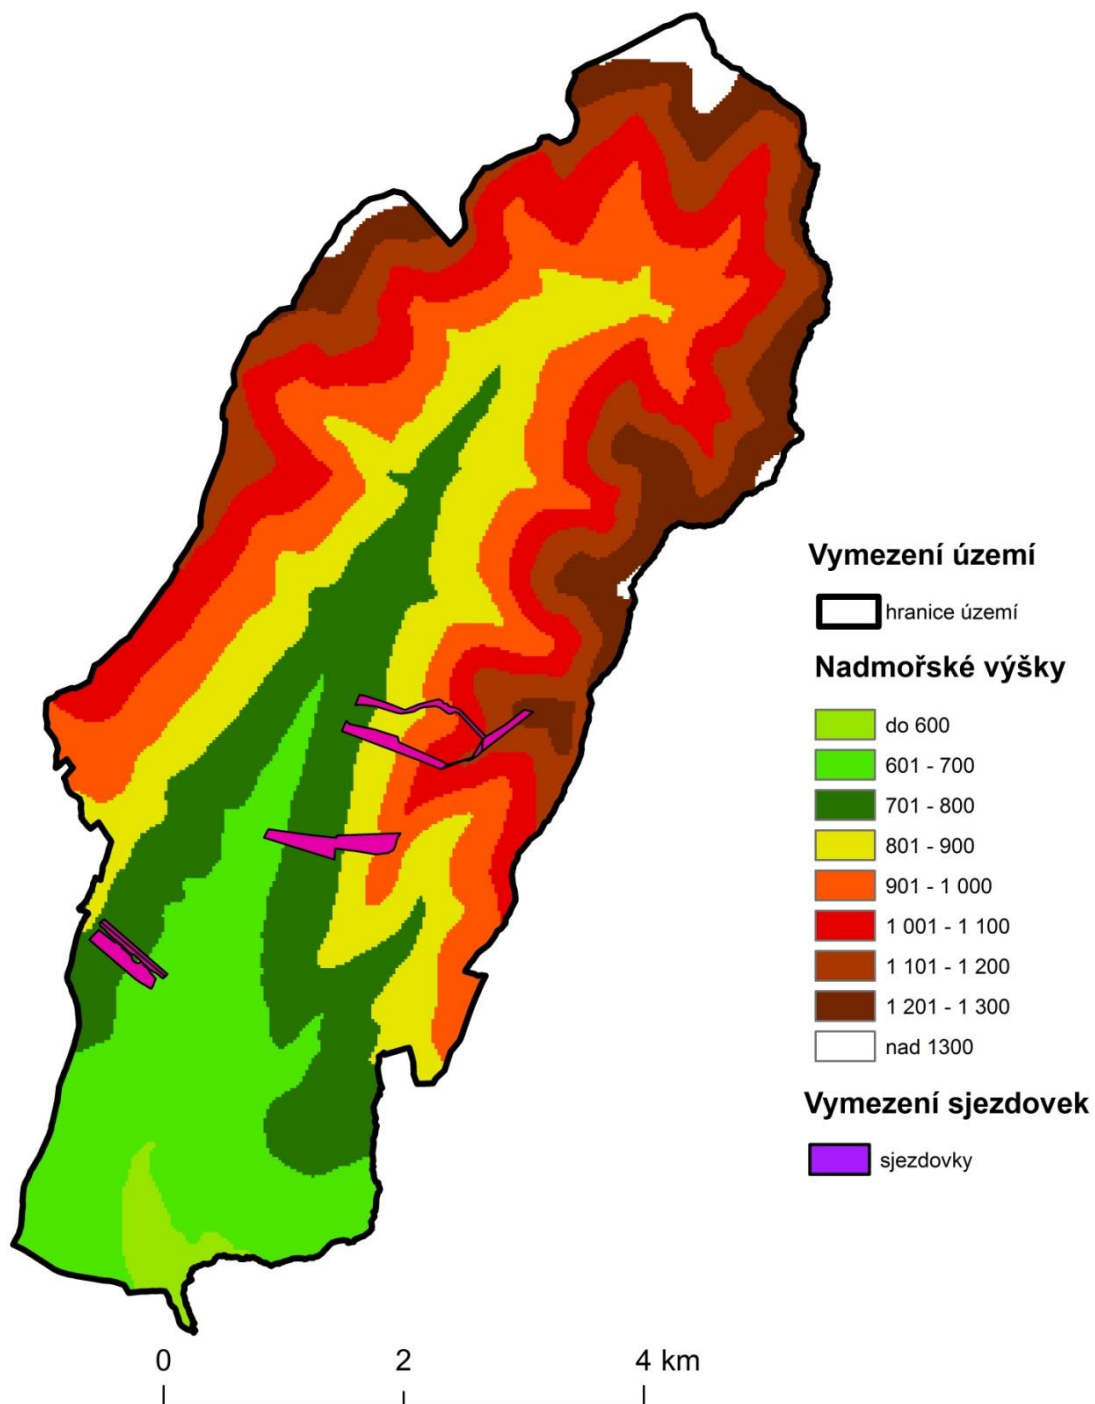 Vymezení území
hranice území
Nadmořské výšky
do 600
601 - 700
701 - 800
801 - 900
901 - 1 000
1 001 - 1 100
1 101 - 1 200
1 201 - 1 300
nad 1300
Vymezení sjezdovek
sjezdovky
0 2 4 km